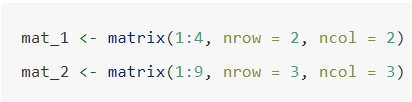 mat_1 <- matrix(1:4, nrow = 2, ncol = 2)
mat_2 <- matrix(1:9, nrow = 3, ncol = 3)